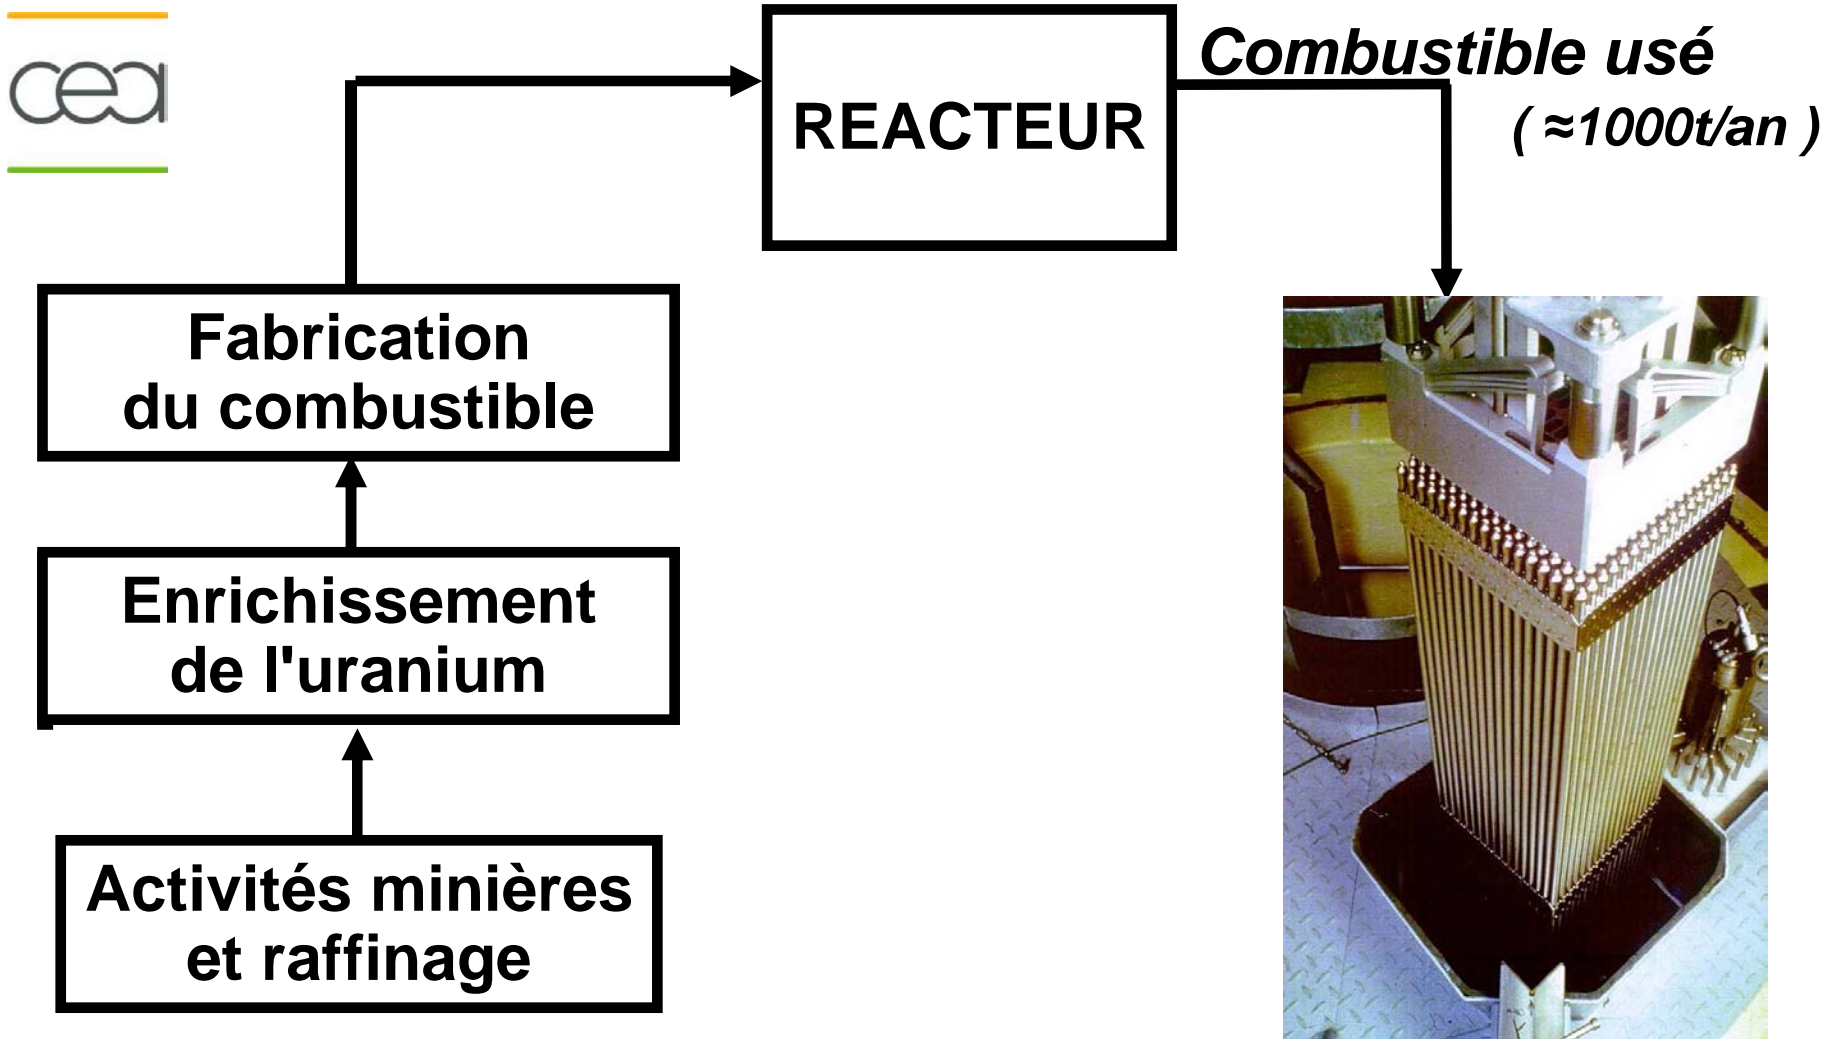 cea
REACTEUR
Combustible usé
( ≈1000t/an )
Fabrication
du combustible
Enrichissement
de l'uranium
Activités minières
et raffinage